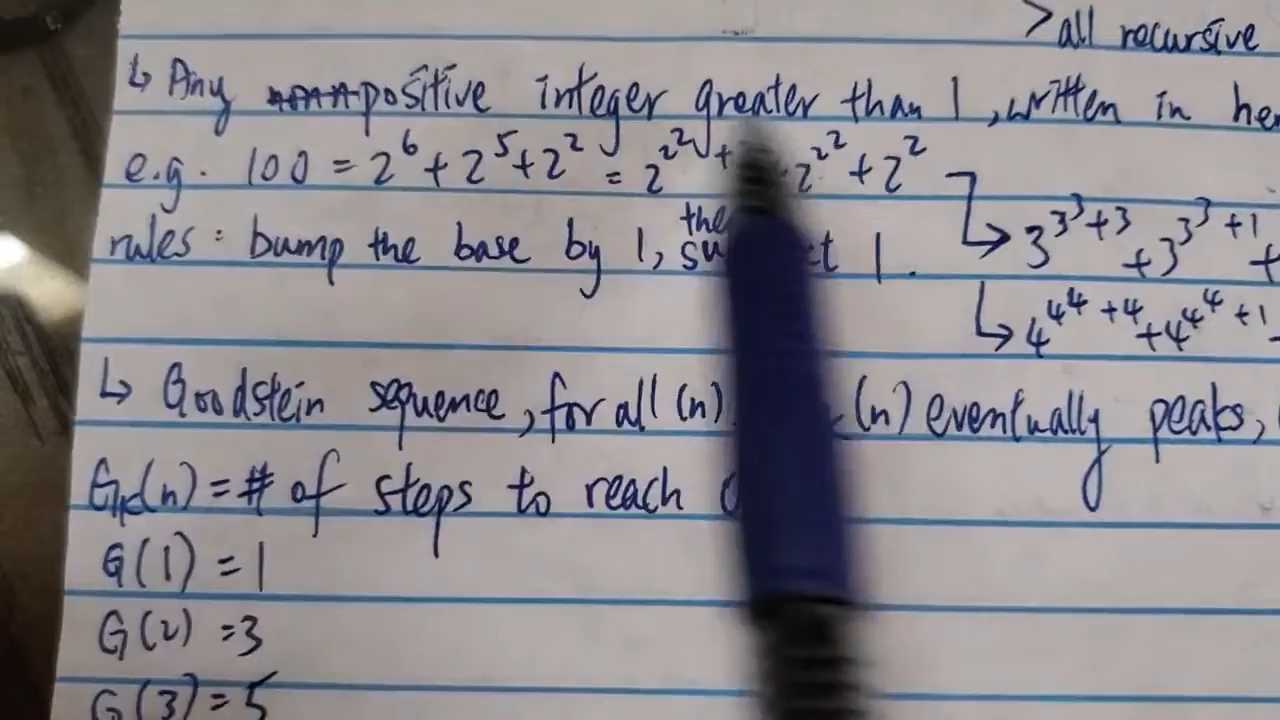 >all recursive
↳ Any positive integer greater than 1, written in
e.g. 100 = 2^6 + 2^5 + 2^2 = 2^{2^2 + 2^{2^2} + 2^2 → 3^{3^3+3} + 3^{3^3+1} +
rules: bump the base by 1, 1.
↳ 4^{4^4+4} + 4^{4^4+1}
↳ Goodstein sequence, for all (n) (n) eventually peaks,
(n) = # of steps to reach
G(1) = 1
G(2) = 3
G(3) = 5